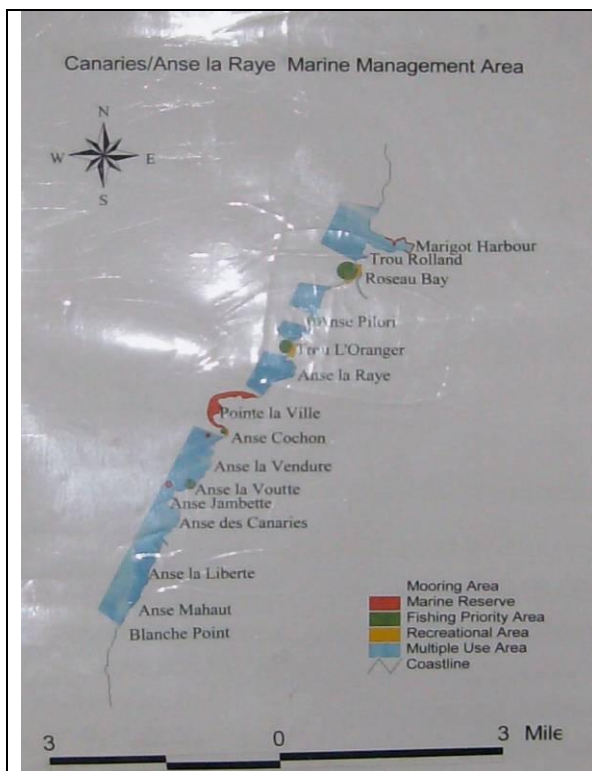 Canaries/Anse la Raye Marine Management Area
N
W E
S
Marigot Harbour
Trou Rolland
Roseau Bay
Anse Pilori
Trou L'Oranger
Anse la Raye
Pointe la Ville
Anse Cochon
Anse la Vendure
Anse la Voutte
Anse Jambette
Anse des Canaries
Anse la Liberte
Anse Mahaut
Blanche Point
Mooring Area
Marine Reserve
Fishing Priority Area
Recreational Area
Multiple Use Area
Coastline
3 0 3 Mile